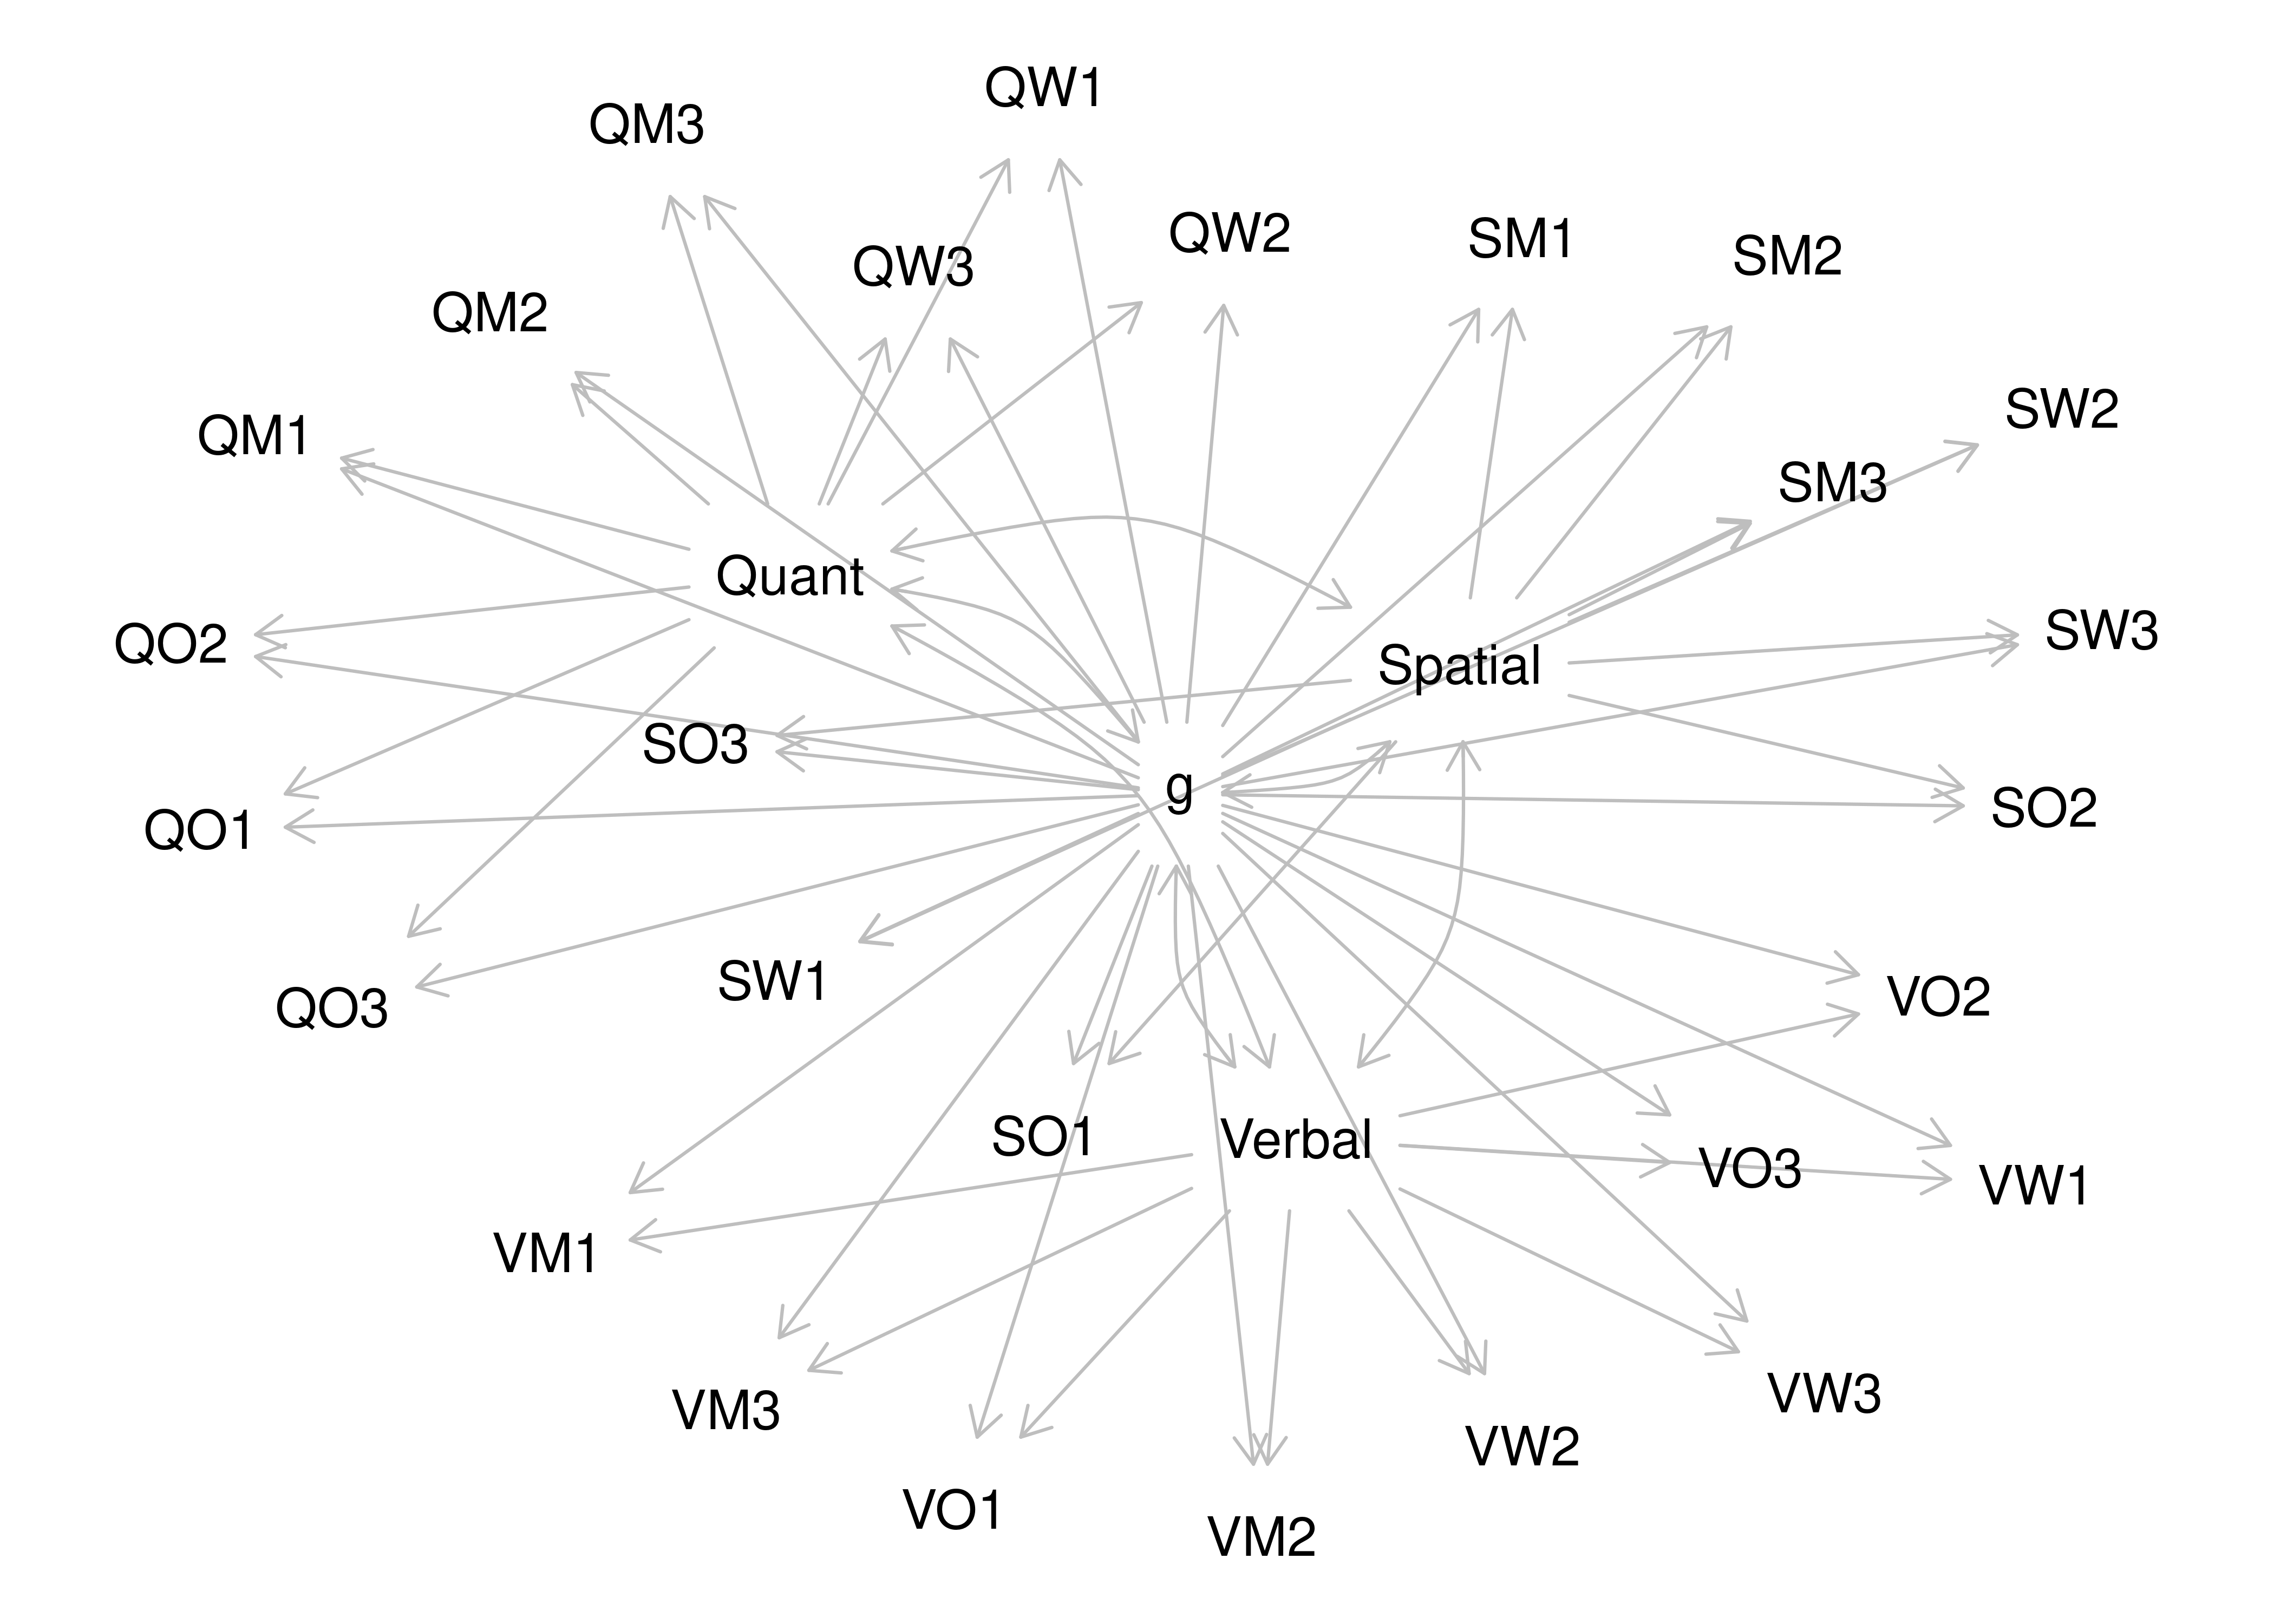 QW1
QM3
QW2
SM1
SM2
QW3
QM2
SW2
QM1
SM3
Quant
SW3
QO2
Spatial
SO3
g
SO2
QO1
SW1
VO2
QO3
SO1
Verbal
VO3
VW1
VM1
VW3
VM3
VW2
VO1
VM2